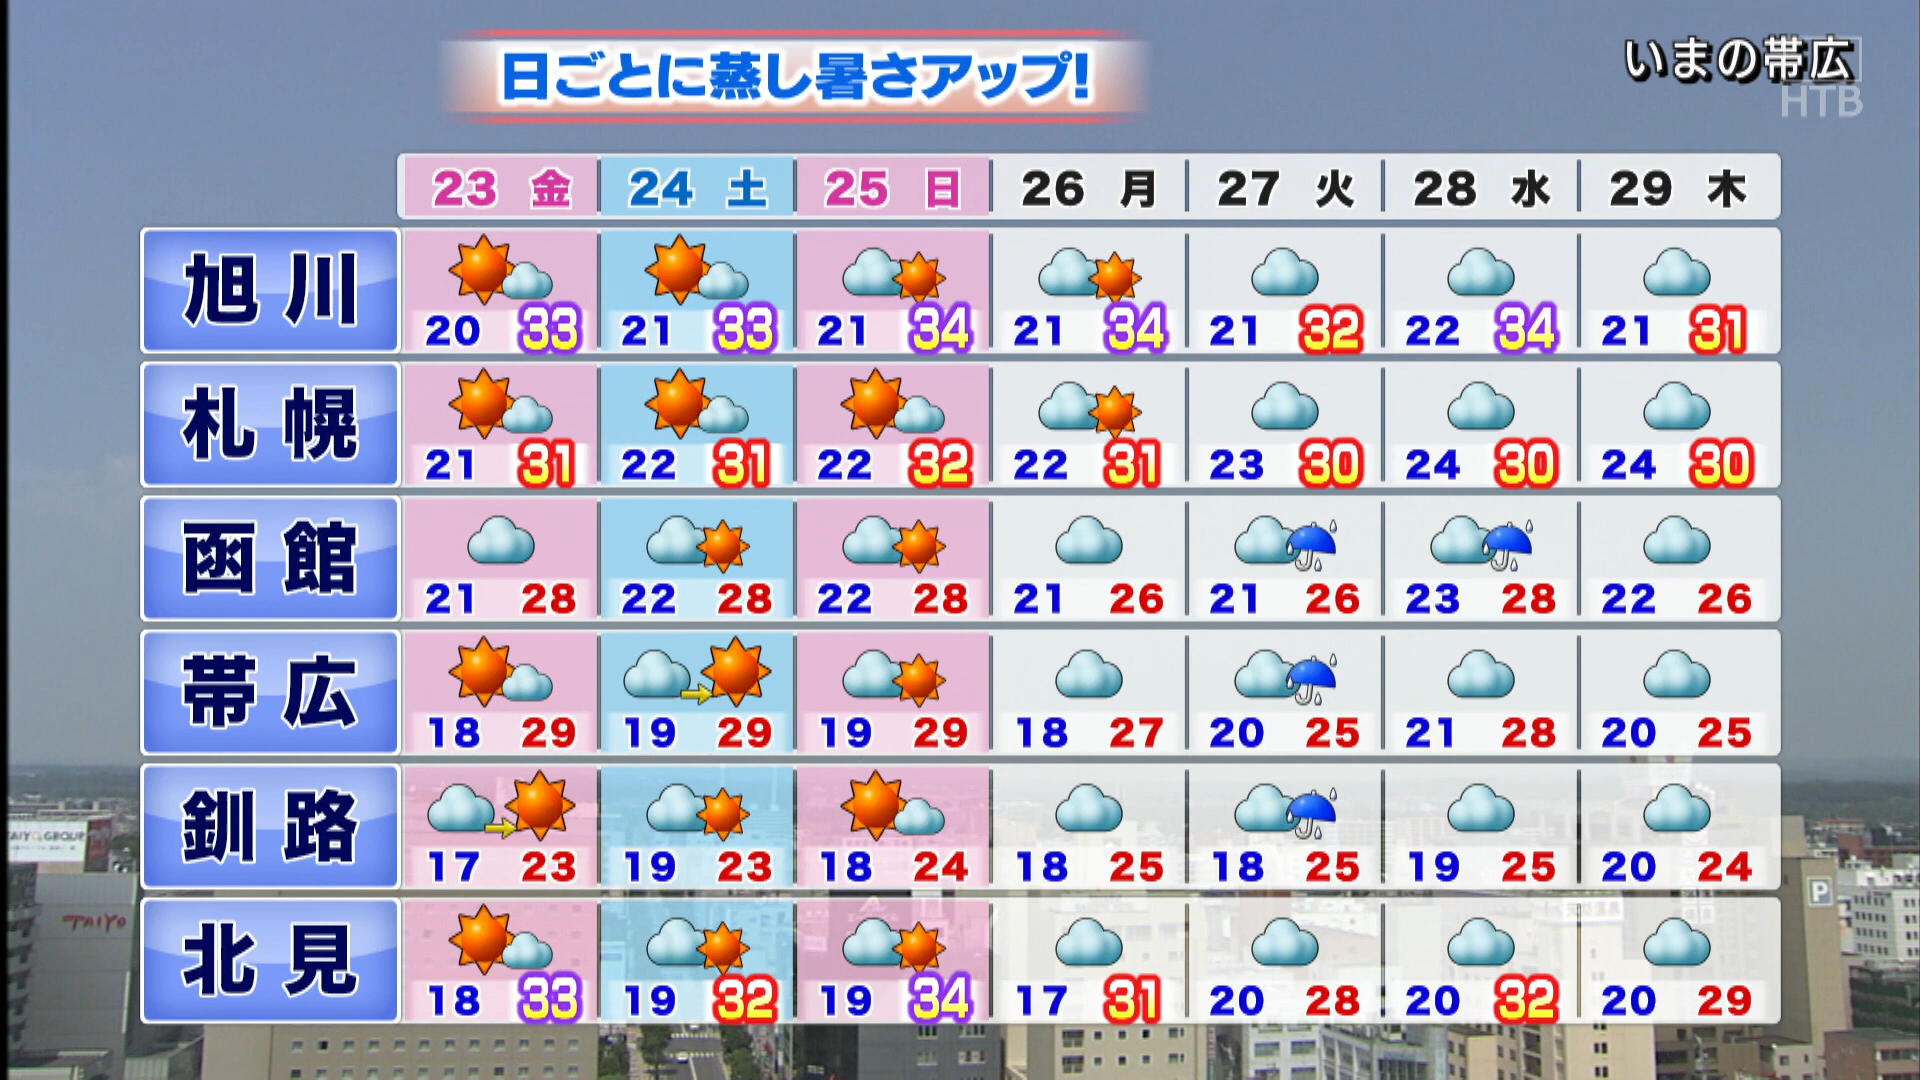 日ごとに蒸し暑さアップ!
いまの帯広
HTB
23 金 24 土 25 日 26 月 27 火 28 水 29 木
旭川 20 33 21 33 21 34 21 34 21 32 22 34 21 31
札幌 21 31 22 31 22 32 22 31 23 30 24 30 24 30
函館 21 28 22 28 22 28 21 26 21 26 23 28 22 26
帯広 18 29 19 29 19 29 18 27 20 25 21 28 20 25
釧路 17 23 19 23 18 24 18 25 18 25 19 25 20 24
北見 18 33 19 32 19 34 17 31 20 28 20 32 20 29
TAIYO GROUP
TAIYO
P